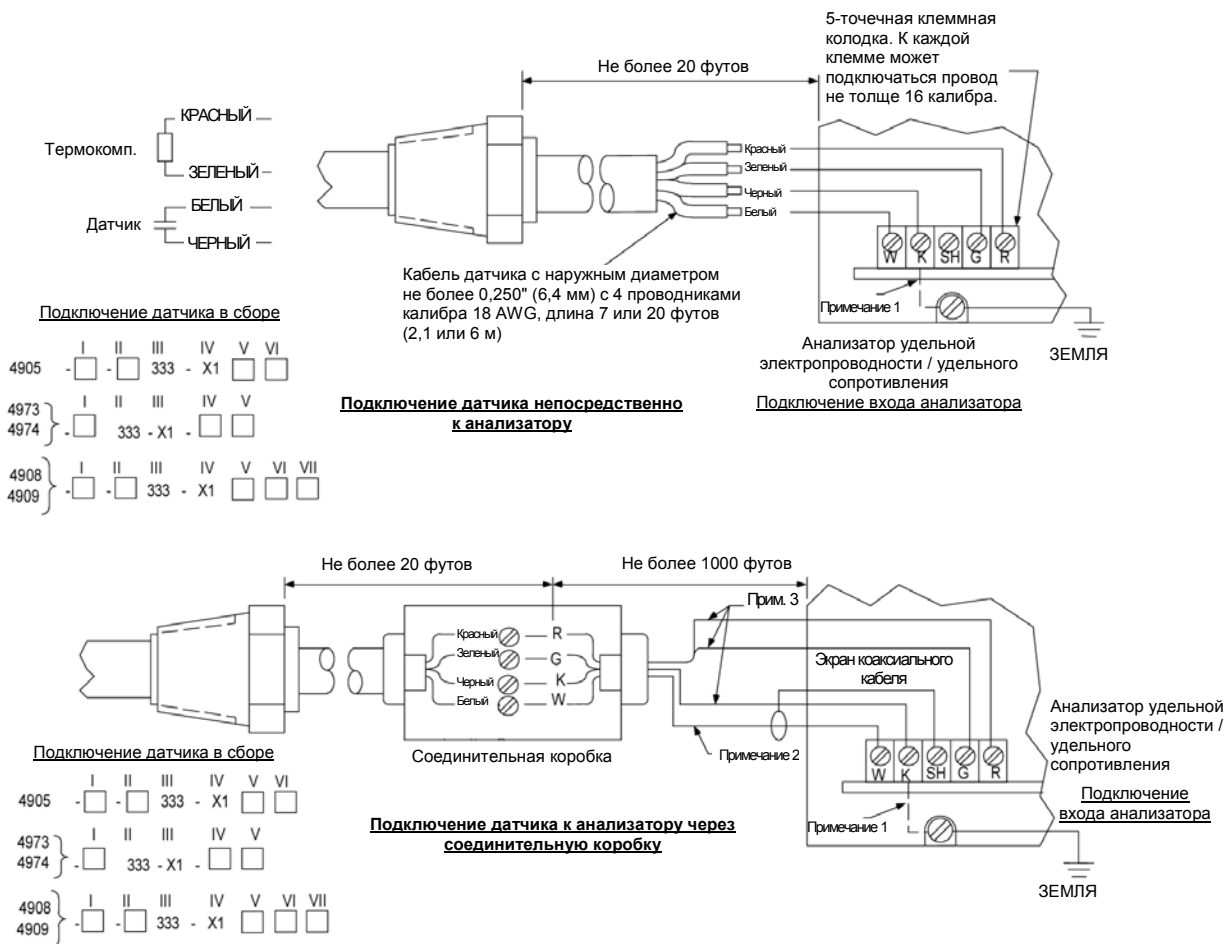 5-точечная клеммная
колодка. К каждой
клемме может
подключаться провод
не толще 16 калибра.
Не более 20 футов
КРАСНЫЙ
Термокомп.
ЗЕЛЕНЫЙ
БЕЛЫЙ
Датчик
ЧЕРНЫЙ
Красный
Зеленый
Черный
Белый
W K SH G R
Кабель датчика с наружным диаметром
не более 0,250" (6,4 мм) с 4 проводниками
калибра 18 AWG, длина 7 или 20 футов
(2,1 или 6 м)
Примечание 1
ЗЕМЛЯ
Анализатор удельной
электропроводности / удельного
сопротивления
Подключение входа анализатора
Подключение датчика в сборе
I II III IV V VI
4905 - - 333 - X1
I II III IV V
4973
4974 - 333 - X1 -
I II III IV V VI VII
4908
4909 - - 333 - X1
Подключение датчика непосредственно
к анализатору
Не более 20 футов
Не более 1000 футов
Прим. 3
Красный R
Зеленый G
Черный K
Белый W
Экран коаксиального
кабеля
Соединительная коробка
Примечание 2
W K SH G R
Примечание 1
ЗЕМЛЯ
Анализатор удельной
электропроводности /
удельного
сопротивления
Подключение
входа анализатора
Подключение датчика в сборе
I II III IV V VI
4905 - - 333 - X1
I II III IV V
4973
4974 - 333 - X1 -
I II III IV V VI VII
4908
4909 - - 333 - X1
Подключение датчика к анализатору через
соединительную коробку